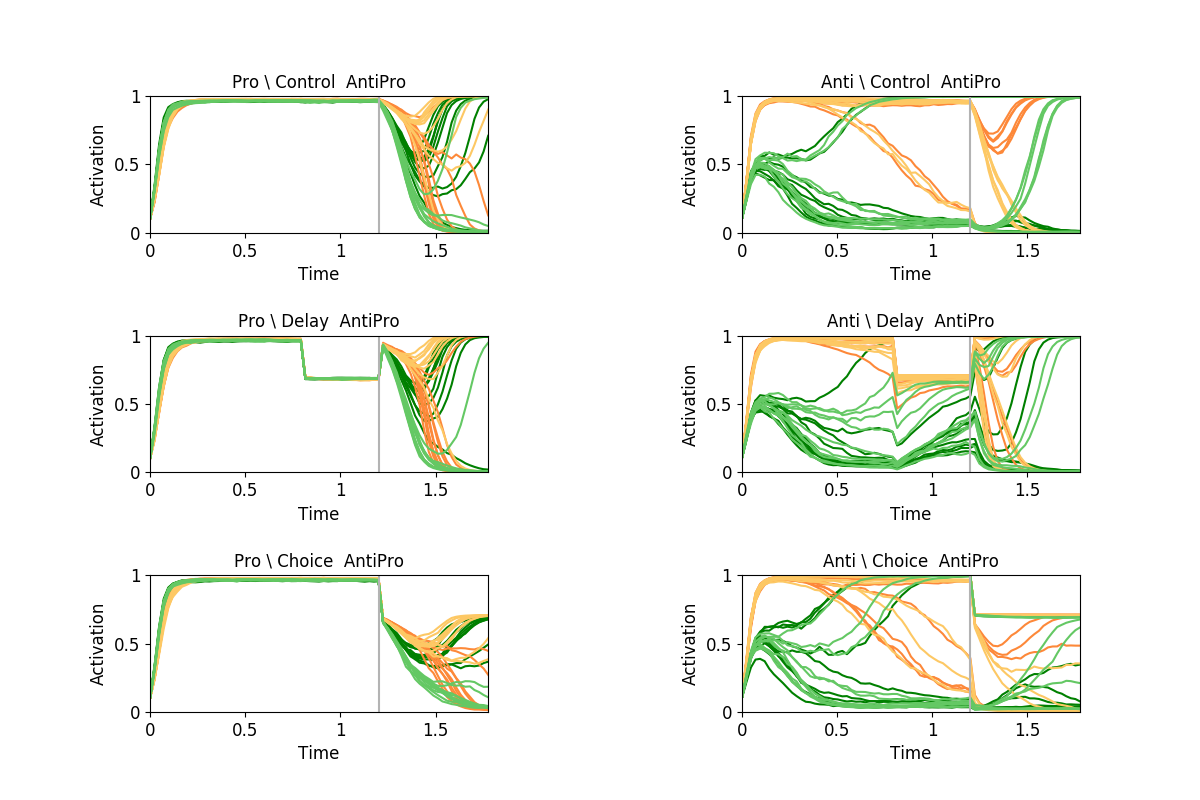 Pro \ Control  AntiPro
1
0.5
0
Activation
0 0.5 1 1.5
Time
Anti \ Control  AntiPro
1
0.5
0
Activation
0 0.5 1 1.5
Time
Pro \ Delay  AntiPro
1
0.5
0
Activation
0 0.5 1 1.5
Time
Anti \ Delay  AntiPro
1
0.5
0
Activation
0 0.5 1 1.5
Time
Pro \ Choice  AntiPro
1
0.5
0
Activation
0 0.5 1 1.5
Time
Anti \ Choice  AntiPro
1
0.5
0
Activation
0 0.5 1 1.5
Time